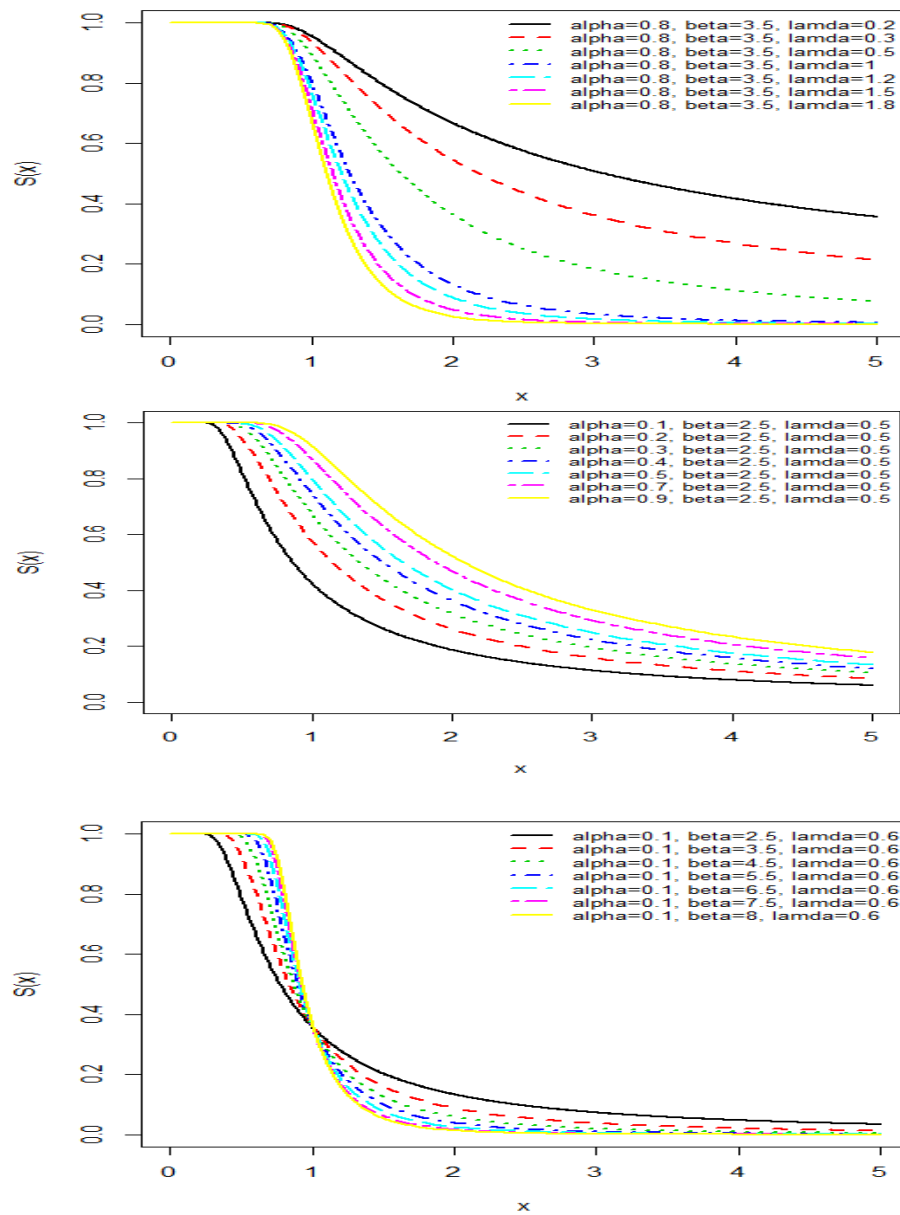 alpha=0.8, beta=3.5, lamda=0.2
alpha=0.8, beta=3.5, lamda=0.3
alpha=0.8, beta=3.5, lamda=0.5
alpha=0.8, beta=3.5, lamda=1
alpha=0.8, beta=3.5, lamda=1.2
alpha=0.8, beta=3.5, lamda=1.5
alpha=0.8, beta=3.5, lamda=1.8
1.0
0.8
0.6
0.4
0.2
0.0
S(x)
0 1 2 3 4 5
x
alpha=0.1, beta=2.5, lamda=0.5
alpha=0.2, beta=2.5, lamda=0.5
alpha=0.3, beta=2.5, lamda=0.5
alpha=0.4, beta=2.5, lamda=0.5
alpha=0.5, beta=2.5, lamda=0.5
alpha=0.7, beta=2.5, lamda=0.5
alpha=0.9, beta=2.5, lamda=0.5
1.0
0.8
0.6
0.4
0.2
0.0
S(x)
0 1 2 3 4 5
x
alpha=0.1, beta=2.5, lamda=0.6
alpha=0.1, beta=3.5, lamda=0.6
alpha=0.1, beta=4.5, lamda=0.6
alpha=0.1, beta=5.5, lamda=0.6
alpha=0.1, beta=6.5, lamda=0.6
alpha=0.1, beta=7.5, lamda=0.6
alpha=0.1, beta=8, lamda=0.6
1.0
0.8
0.6
0.4
0.2
0.0
S(x)
0 1 2 3 4 5
x